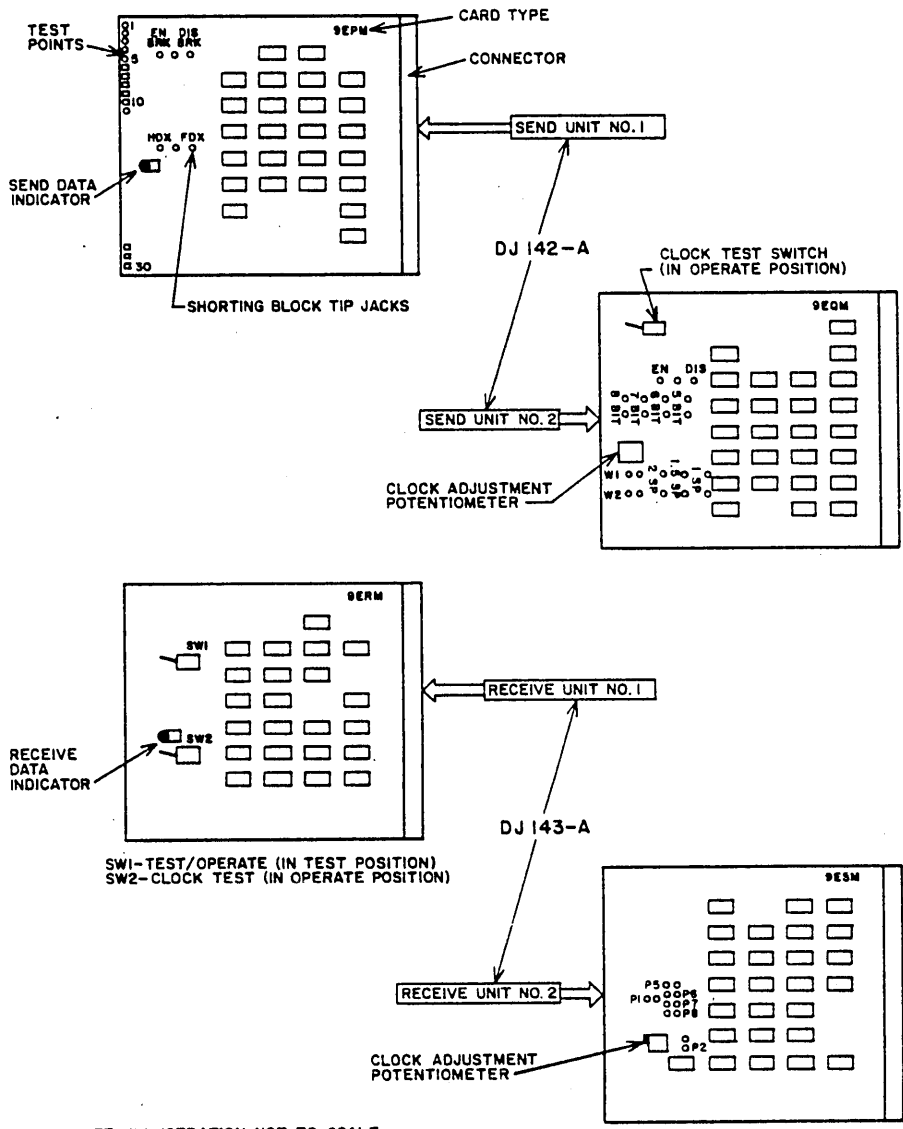 CARD TYPE
TEST
POINTS
1
5
10
30
EN
BRK
DIS
BRK
9EPM
CONNECTOR
HDX
FDX
SEND UNIT NO. 1
SEND DATA
INDICATOR
SHORTING BLOCK TIP JACKS
DJ 142-A
CLOCK TEST SWITCH
(IN OPERATE POSITION)
9EQM
EN DIS
8 BIT
7 BIT
6 BIT
5 BIT
SEND UNIT NO. 2
CLOCK ADJUSTMENT
POTENTIOMETER
W1
W2
2 SP
1.5 SP
1 SP
9ERM
SW1
SW2
RECEIVE UNIT NO. 1
RECEIVE
DATA
INDICATOR
DJ 143-A
SW1-TEST/OPERATE (IN TEST POSITION)
SW2-CLOCK TEST (IN OPERATE POSITION)
9ESM
RECEIVE UNIT NO. 2
P5
P1
P6
P7
P8
P2
CLOCK ADJUSTMENT
POTENTIOMETER
NOT TO SCALE